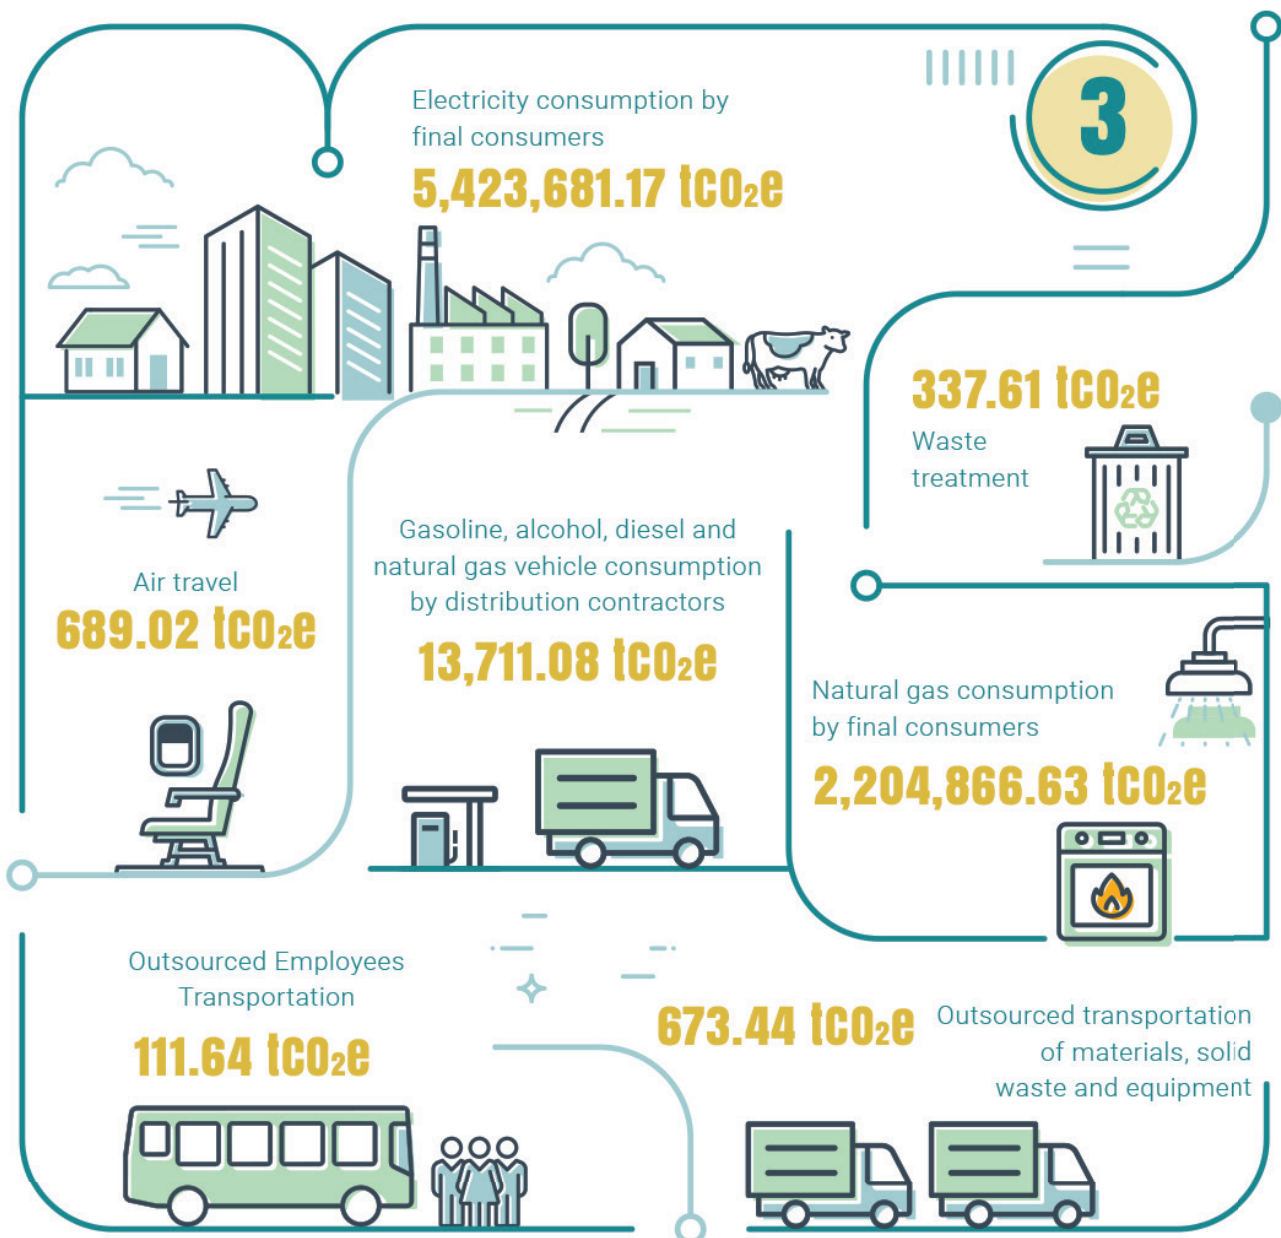 3
Electricity consumption by
final consumers
5,423,681.17 tCO₂e
337.61 tCO₂e
Waste
treatment
Air travel
689.02 tCO₂e
Gasoline, alcohol, diesel and
natural gas vehicle consumption
by distribution contractors
13,711.08 tCO₂e
Natural gas consumption
by final consumers
2,204,866.63 tCO₂e
Outsourced Employees
Transportation
111.64 tCO₂e
673.44 tCO₂e
Outsourced transportation
of materials, solid
waste and equipment